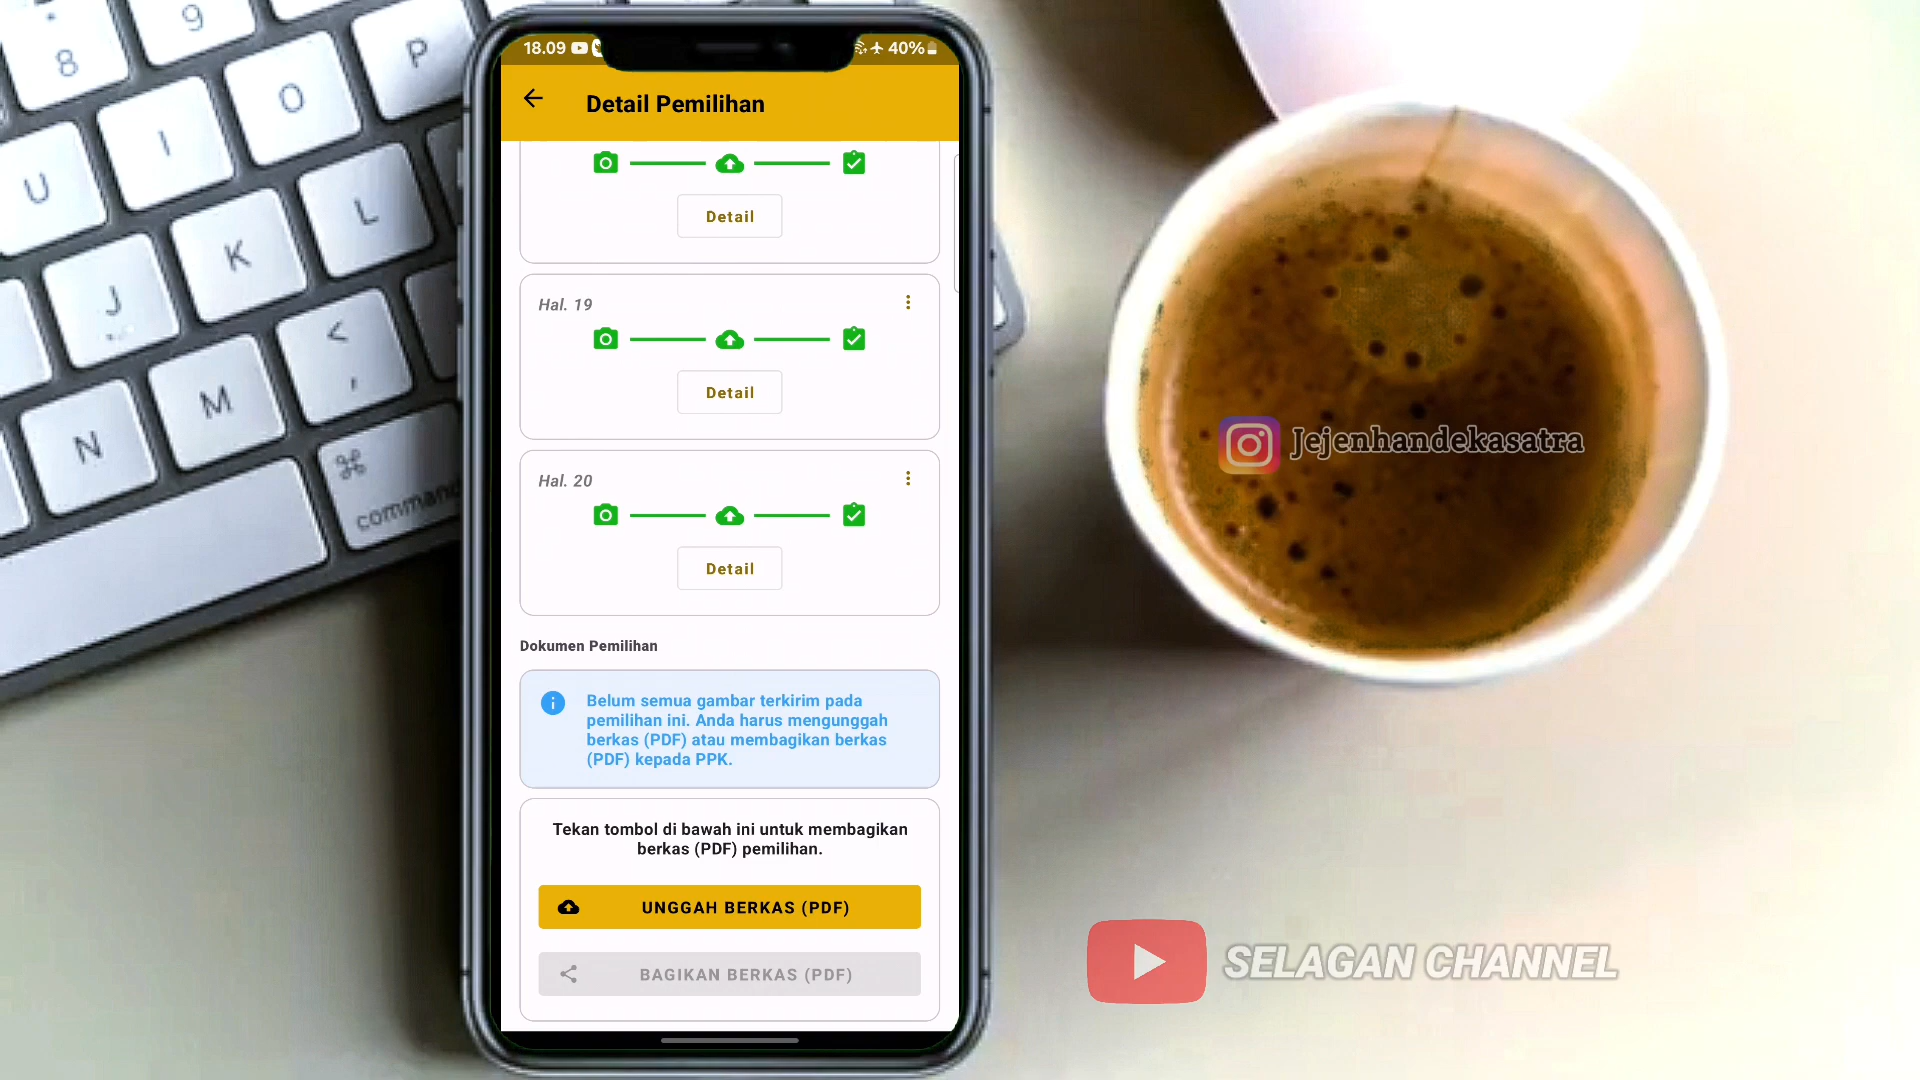 18.09
40%
Detail Pemilihan
Detail
Hal. 19
Detail
Hal. 20
Detail
Dokumen Pemilihan
Belum semua gambar terkirim pada
pemilihan ini. Anda harus mengunggah
berkas (PDF) atau membagikan berkas
(PDF) kepada PPK.
Tekan tombol di bawah ini untuk membagikan
berkas (PDF) pemilihan.
UNGGAH BERKAS (PDF)
BAGIKAN BERKAS (PDF)
8
9
P
U
I
O
J
K
L
N
M
<
,
⌘
command
Jejenhandekasatra
SELAGAN CHANNEL